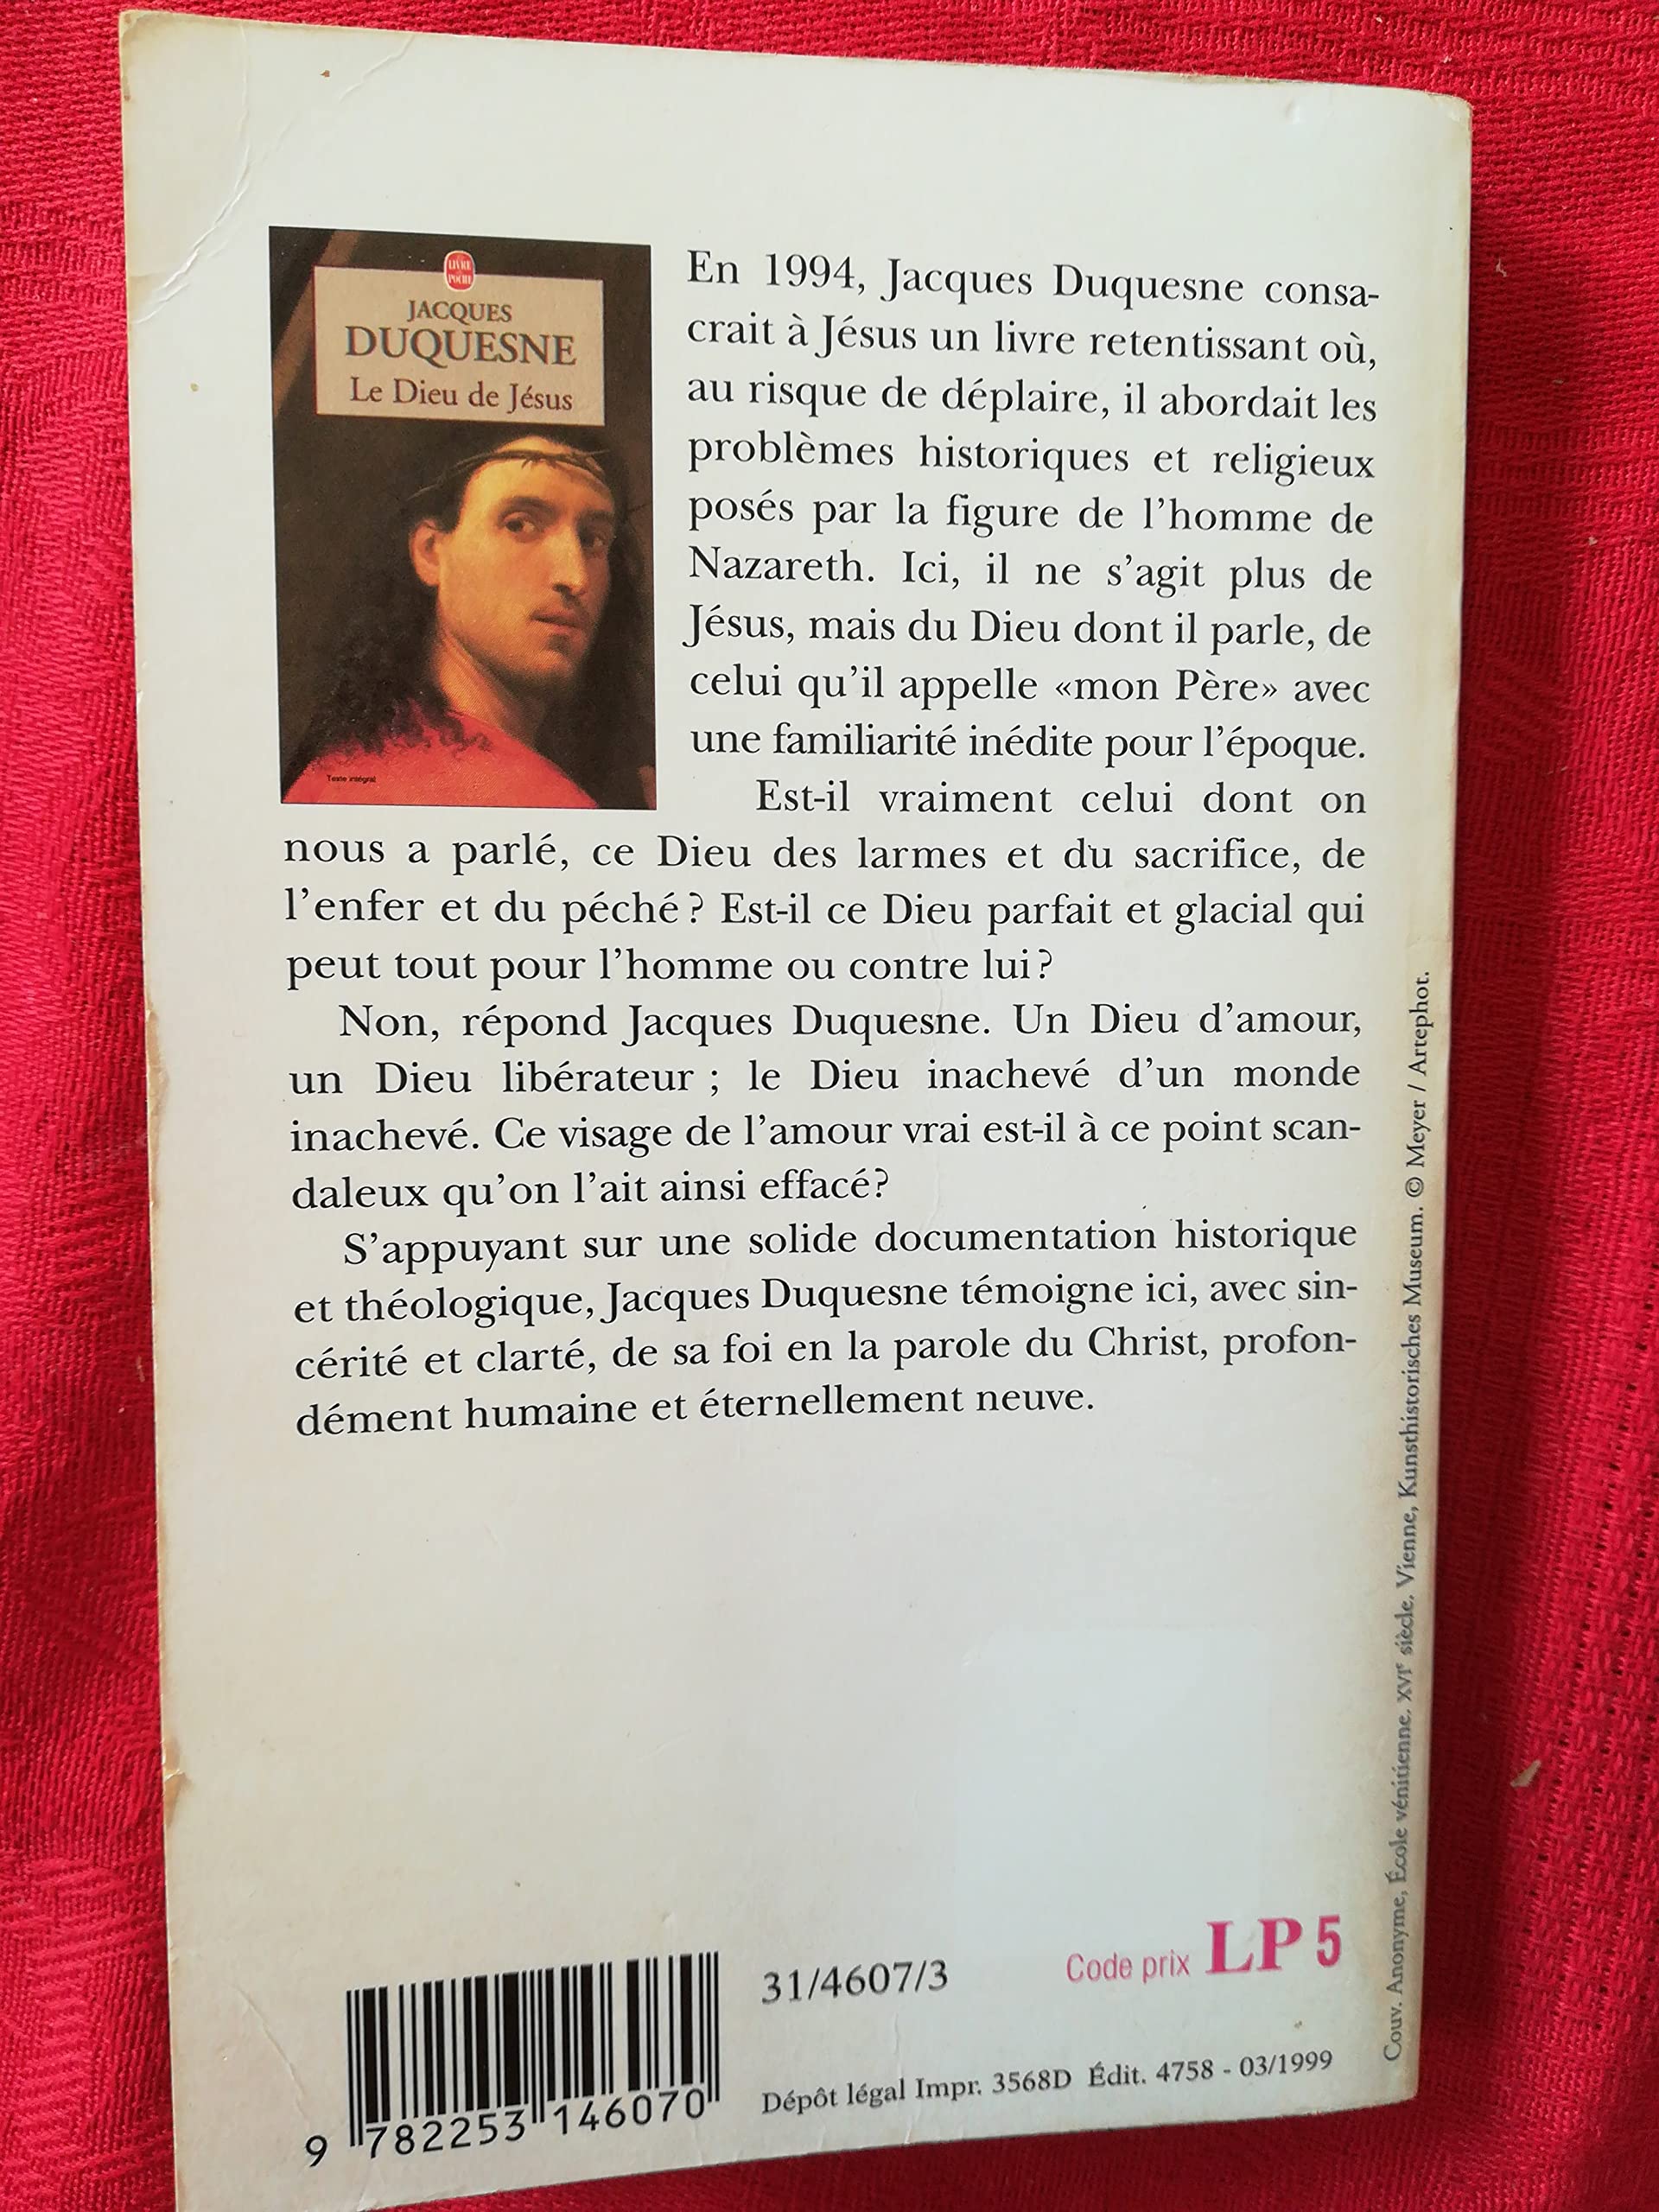 LE LIVRE
DE POCHE
JACQUES
DUQUESNE
Le Dieu de Jésus
Texte intégral
En 1994, Jacques Duquesne consa-
crait à Jésus un livre retentissant où,
au risque de déplaire, il abordait les
problèmes historiques et religieux
posés par la figure de l’homme de
Nazareth. Ici, il ne s’agit plus de
Jésus, mais du Dieu dont il parle, de
celui qu’il appelle «mon Père» avec
une familiarité inédite pour l’époque.
Est-il vraiment celui dont on
nous a parlé, ce Dieu des larmes et du sacrifice, de
l’enfer et du péché ? Est-il ce Dieu parfait et glacial qui
peut tout pour l’homme ou contre lui ?
Non, répond Jacques Duquesne. Un Dieu d’amour,
un Dieu libérateur ; le Dieu inachevé d’un monde
inachevé. Ce visage de l’amour vrai est-il à ce point scan-
daleux qu’on l’ait ainsi effacé ?
S’appuyant sur une solide documentation historique
et théologique, Jacques Duquesne témoigne ici, avec sin-
cérité et clarté, de sa foi en la parole du Christ, profon-
dément humaine et éternellement neuve.
Couv. Anonyme, École vénitienne. XVIe siècle. Vienne, Kunsthistorisches Museum. © Meyer / Artephot.
31/4607/3
Code prix LP 5
Dépôt légal Impr. 3568D Édit. 4758 - 03/1999
9 782253 146070